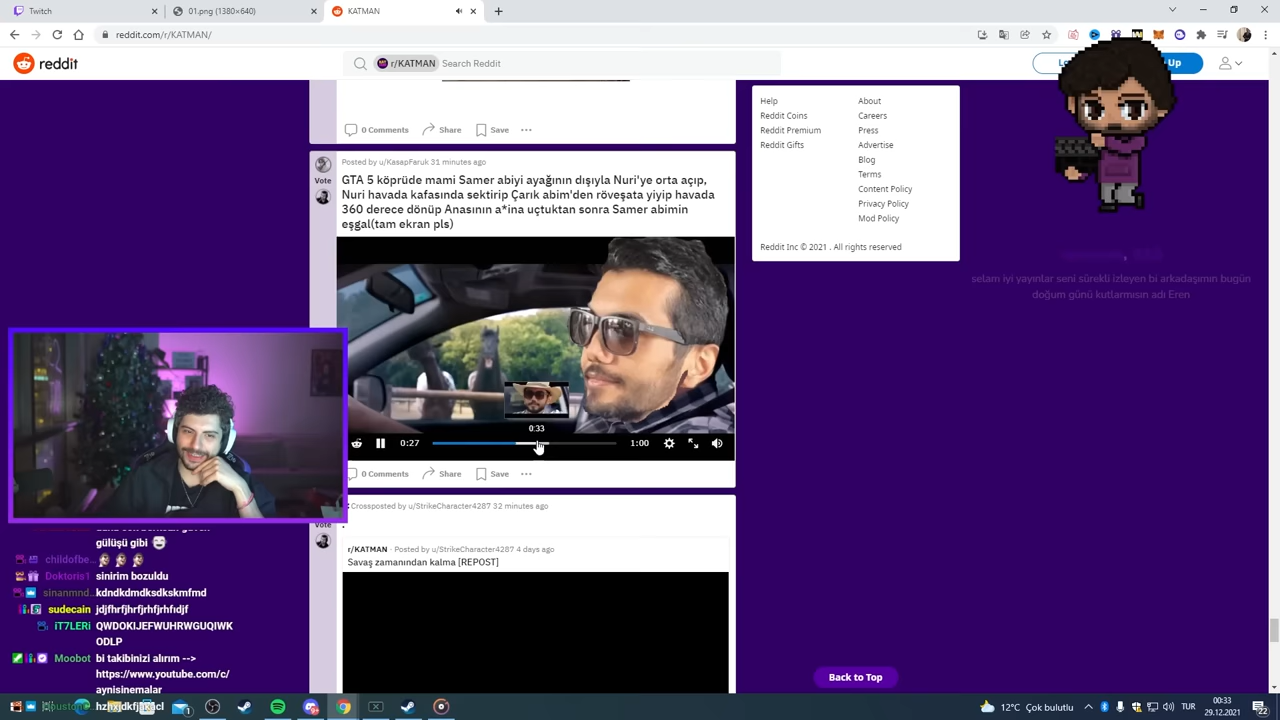 Twitch
01.png (1380×640)
KATMAN
reddit.com/r/KATMAN/
reddit
r/KATMAN Search Reddit
Up
0 Comments Share Save
Help
Reddit Coins
Reddit Premium
Reddit Gifts
About
Careers
Press
Advertise
Blog
Terms
Content Policy
Privacy Policy
Mod Policy
Reddit Inc © 2021 . All rights reserved
Posted by u/KasapFaruk 31 minutes ago
Vote
GTA 5 köprüde mami Samer abiyi ayağının dışıyla Nuri'ye orta açıp,
Nuri havada kafasında sektirip Çarık abim'den röveşata yiyip havada
360 derece dönüp Anasının a*ina uçtuktan sonra Samer abimin
eşgal(tam ekran pls)
selam iyi yayınlar seni sürekli izleyen bi arkadaşımın bugün
doğum günü kutlarmısın adı Eren
0:33
0:27
1:00
0 Comments Share Save
Crossposted by u/StrikeCharacter4287 32 minutes ago
Vote
.
r/KATMAN · Posted by u/StrikeCharacter4287 4 days ago
Savaş zamanından kalma [REPOST]
gülüşü gibi
childofbe...
Doktoris1 sinirim bozuldu
sinanmnd... kdndkdmdksdkskmfmd
sudecain jdjfhrfjhrfjrhfjrhfıdjf
iT7LERi QWDOKIJEFWUHRWGUQIWK
ODLP
Moobot bi takibinizi alırım -->
https://www.youtube.com/c/
aynisinemalar
Back to Top
12°C Çok bulutlu
TUR
00:33
29.12.2021
22